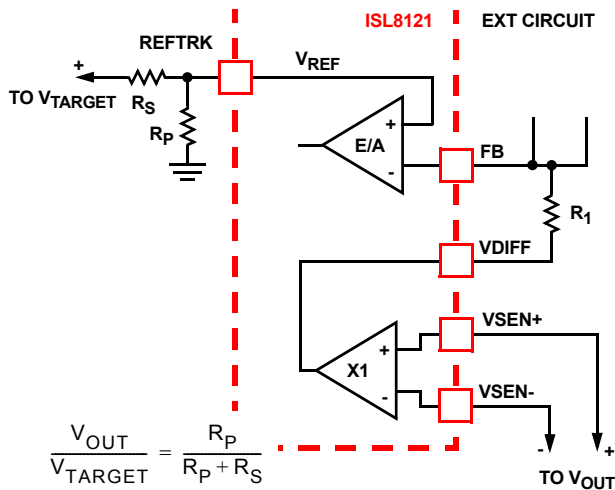 ISL8121 EXT CIRCUIT
REFTRK
VREF
+
TO VTARGET
RS
RP
+
E/A
-
FB
R1
VDIFF
VSEN+
+
X1
-
VSEN-
- +
TO VOUT
VOUT / VTARGET = RP / (RP + RS)